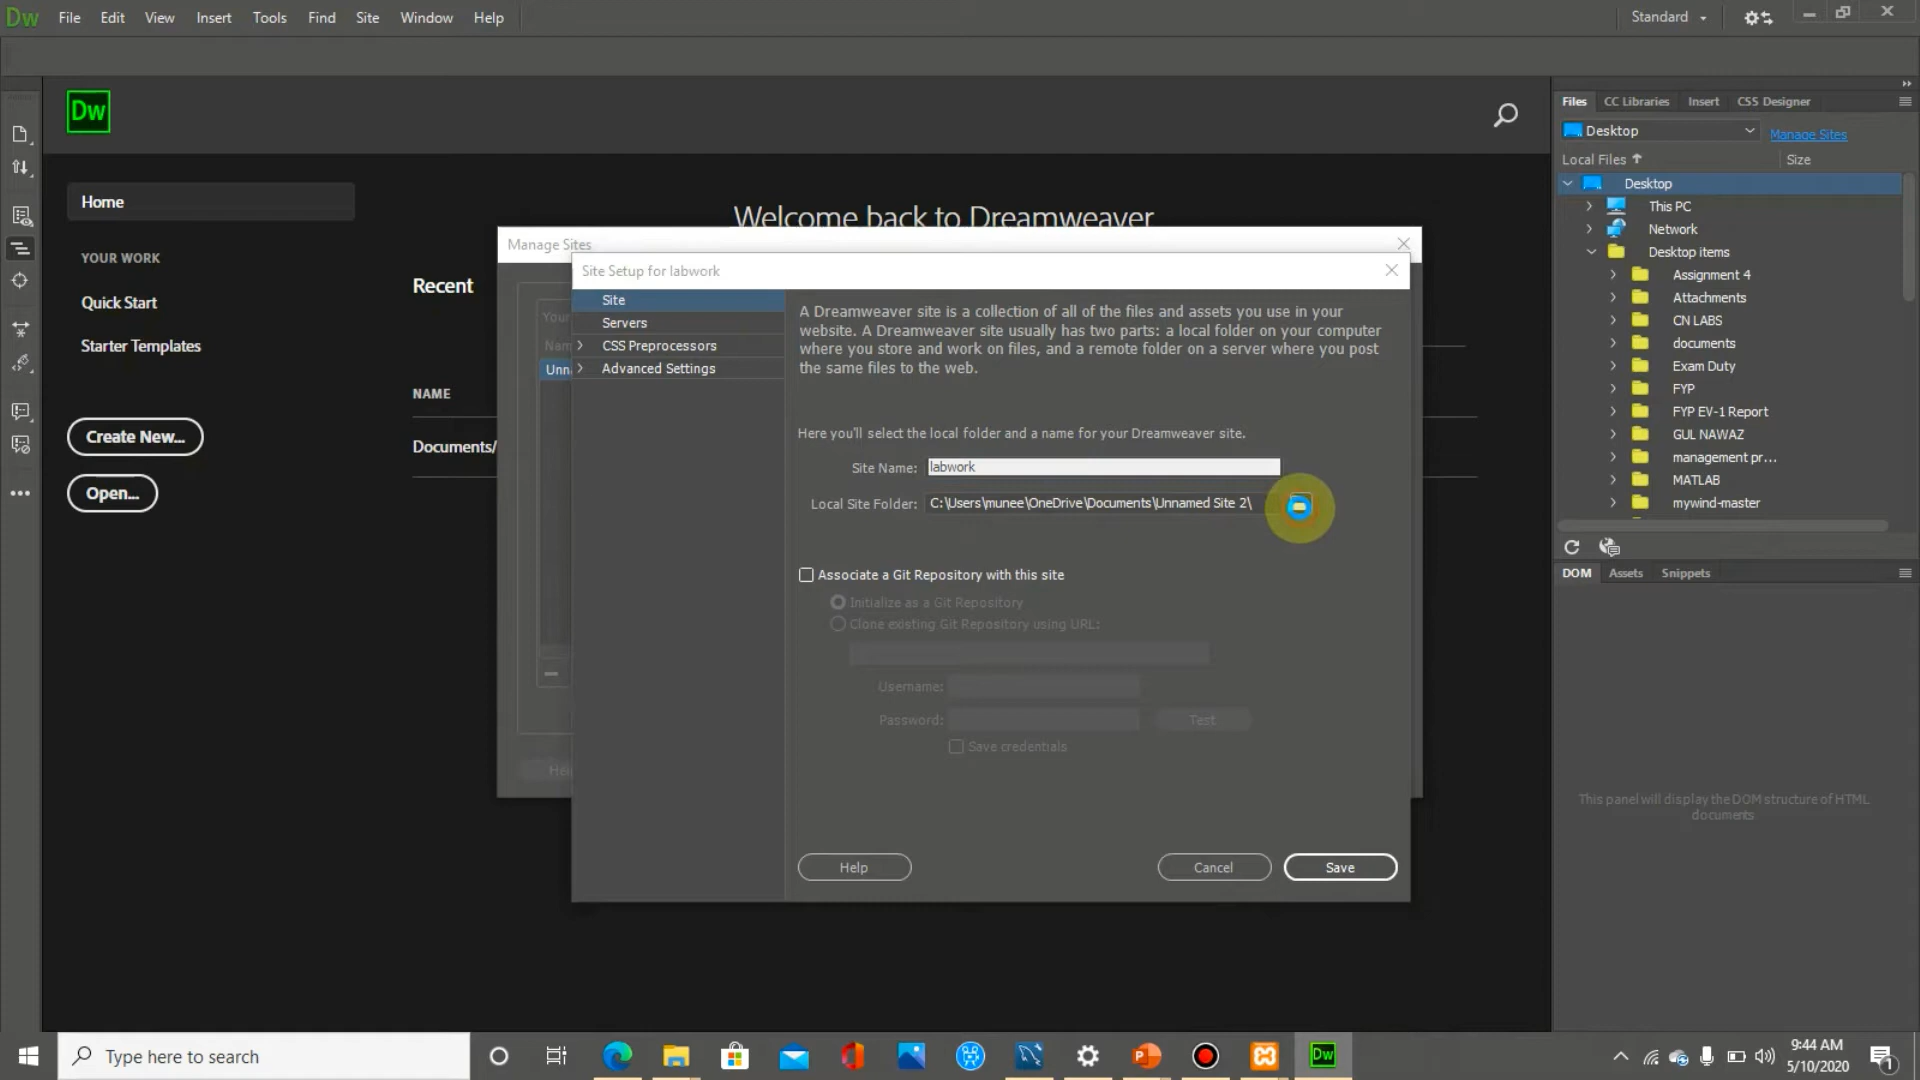 Dw File Edit View Insert Tools Find Site Window Help Standard
Dw
Home
YOUR WORK
Quick Start
Starter Templates
Create New...
Open...
Welcome back to Dreamweaver
Recent
NAME
Documents/
Manage Sites
Your
Nam
Unna
Help
Site Setup for labwork
Site
Servers
CSS Preprocessors
Advanced Settings
A Dreamweaver site is a collection of all of the files and assets you use in your
website. A Dreamweaver site usually has two parts: a local folder on your computer
where you store and work on files, and a remote folder on a server where you post
the same files to the web.
Here you'll select the local folder and a name for your Dreamweaver site.
Site Name: labwork
Local Site Folder: C:\Users\munee\OneDrive\Documents\Unnamed Site 2\
Associate a Git Repository with this site
Initialize as a Git Repository
Clone existing Git Repository using URL:
Username:
Password: Test
Save credentials
Help Cancel Save
Files CC Libraries Insert CSS Designer
Desktop Manage Sites
Local Files Size
Desktop
This PC
Network
Desktop items
Assignment 4
Attachments
CN LABS
documents
Exam Duty
FYP
FYP EV-1 Report
GUL NAWAZ
management pr...
MATLAB
mywind-master
DOM Assets Snippets
This panel will display the DOM structure of HTML
documents
Type here to search
Dw
9:44 AM
5/10/2020
1